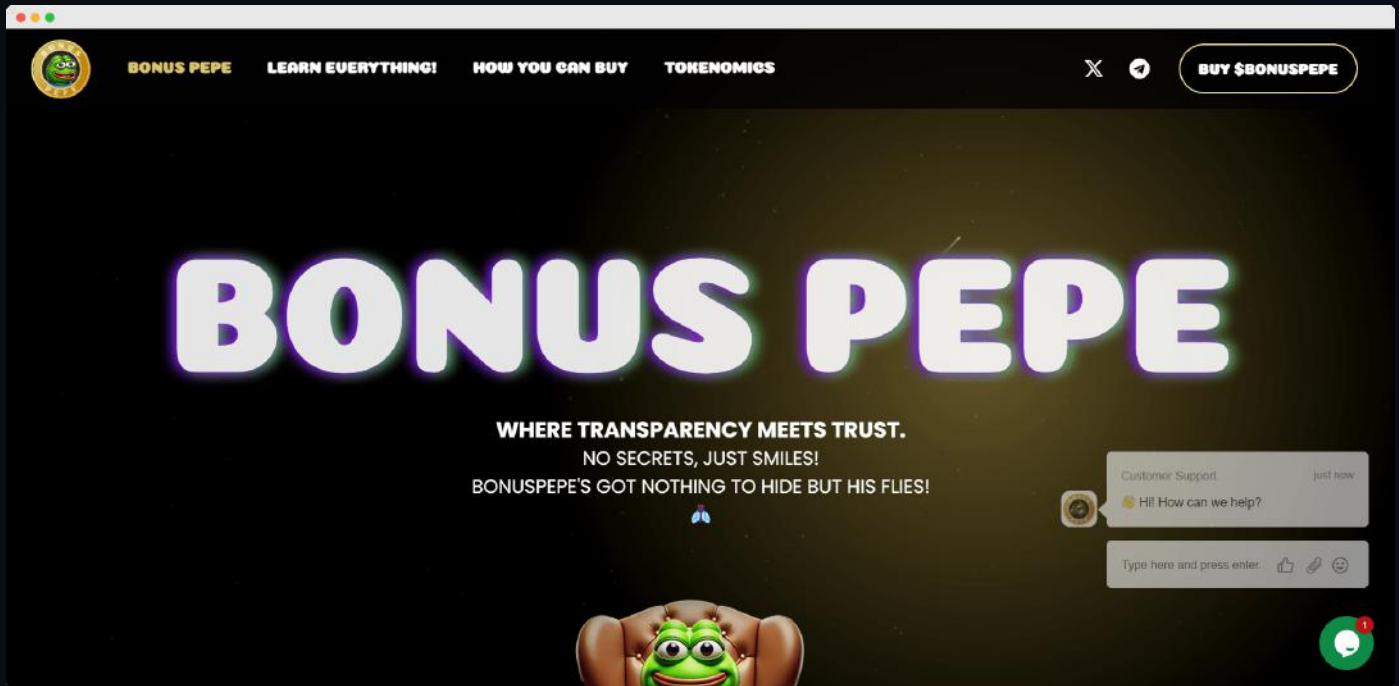 BONUS PEPE
BONUS PEPE LEARN EVERYTHING! HOW YOU CAN BUY TOKENOMICS BUY $BONUSPEPE
BONUS PEPE
WHERE TRANSPARENCY MEETS TRUST.
NO SECRETS, JUST SMILES!
BONUSPEPE'S GOT NOTHING TO HIDE BUT HIS FLIES!
Customer Support just now
👋 Hi! How can we help?
Type here and press enter..
1